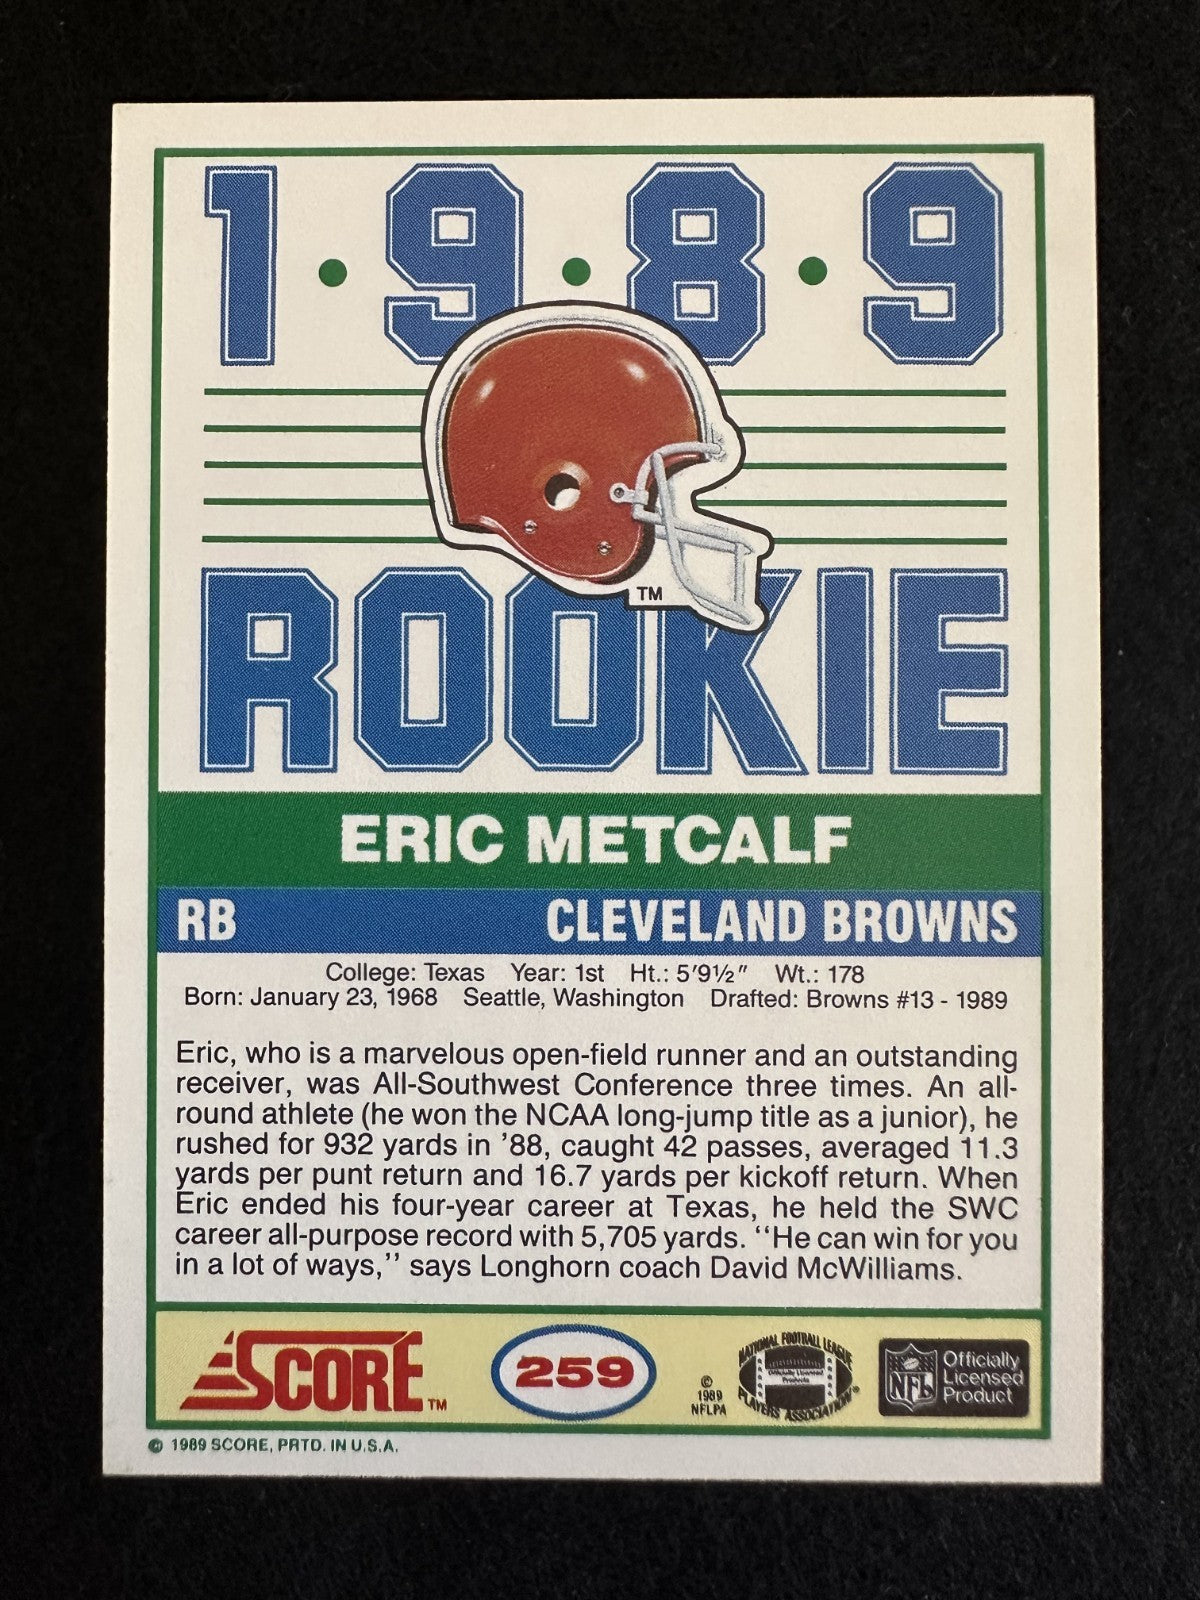 1•9•8•9
TM
ROOKIE
ERIC METCALF
RB CLEVELAND BROWNS
College: Texas Year: 1st Ht.: 5'9½" Wt.: 178
Born: January 23, 1968 Seattle, Washington Drafted: Browns #13 - 1989
Eric, who is a marvelous open-field runner and an outstanding
receiver, was All-Southwest Conference three times. An all-
round athlete (he won the NCAA long-jump title as a junior), he
rushed for 932 yards in '88, caught 42 passes, averaged 11.3
yards per punt return and 16.7 yards per kickoff return. When
Eric ended his four-year career at Texas, he held the SWC
career all-purpose record with 5,705 yards. ''He can win for you
in a lot of ways,'' says Longhorn coach David McWilliams.
SCORE™
259
©
1989
NFLPA
NATIONAL FOOTBALL LEAGUE
Officially Licensed
Products
PLAYERS ASSOCIATION®
NFL
Officially
Licensed
Product
© 1989 SCORE, PRTD. IN U.S.A.